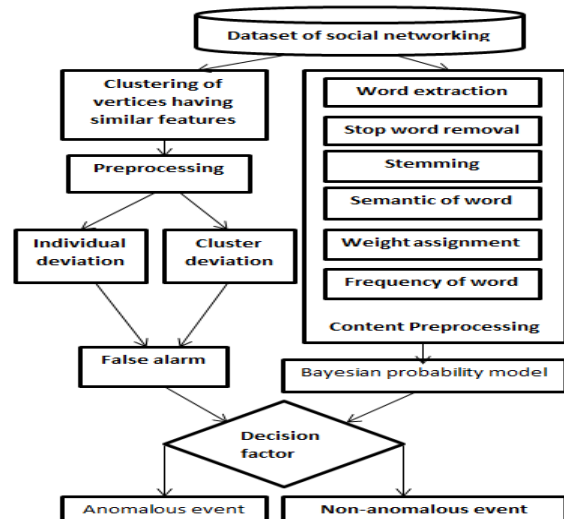 Dataset of social networking
Clustering of
vertices having
similar features
Preprocessing
Individual
deviation
Cluster
deviation
False alarm
Word extraction
Stop word removal
Stemming
Semantic of word
Weight assignment
Frequency of word
Content Preprocessing
Bayesian probability model
Decision
factor
Anomalous event
Non-anomalous event